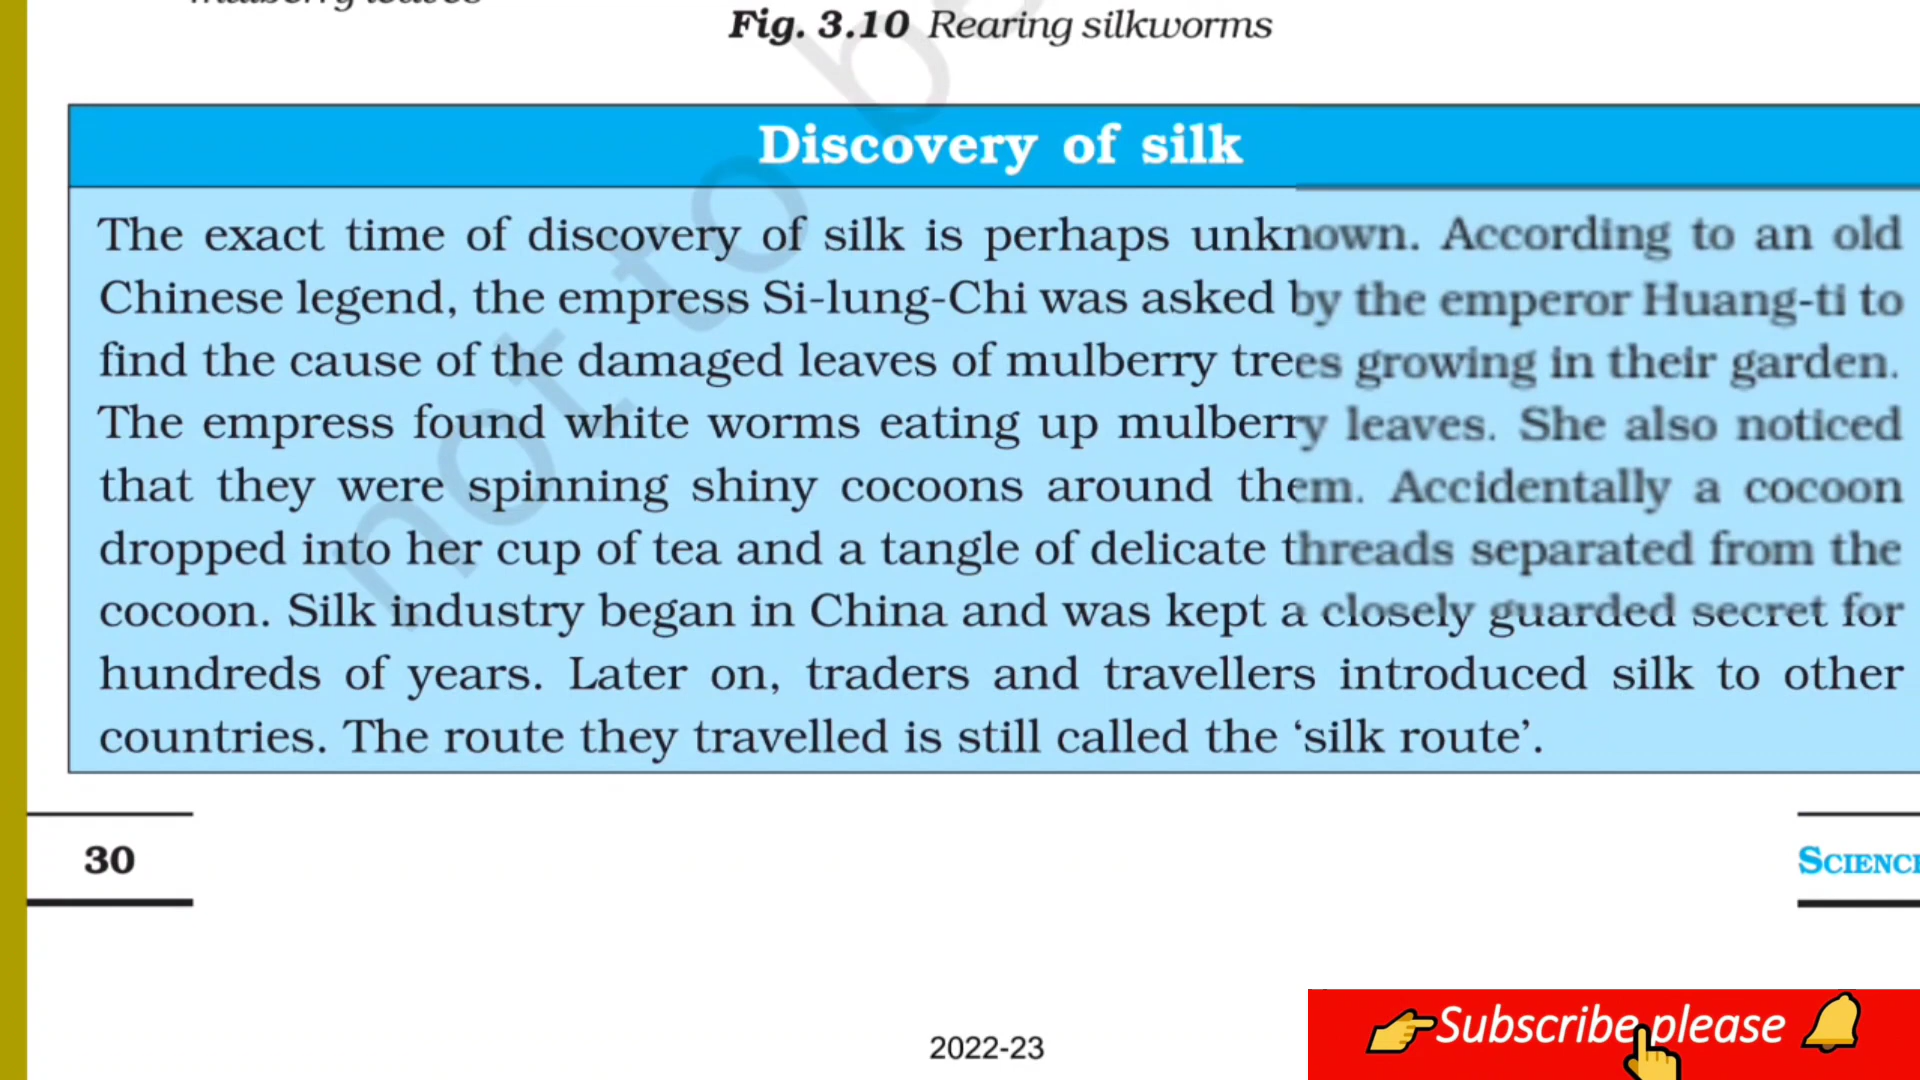 mulberry leaves
Fig. 3.10 Rearing silkworms
Discovery of silk
The exact time of discovery of silk is perhaps unknown. According to an old
Chinese legend, the empress Si-lung-Chi was asked by the emperor Huang-ti to
find the cause of the damaged leaves of mulberry trees growing in their garden.
The empress found white worms eating up mulberry leaves. She also noticed
that they were spinning shiny cocoons around them. Accidentally a cocoon
dropped into her cup of tea and a tangle of delicate threads separated from the
cocoon. Silk industry began in China and was kept a closely guarded secret for
hundreds of years. Later on, traders and travellers introduced silk to other
countries. The route they travelled is still called the ‘silk route’.
not to be
30
SCIENCE
2022-23
Subscribe please